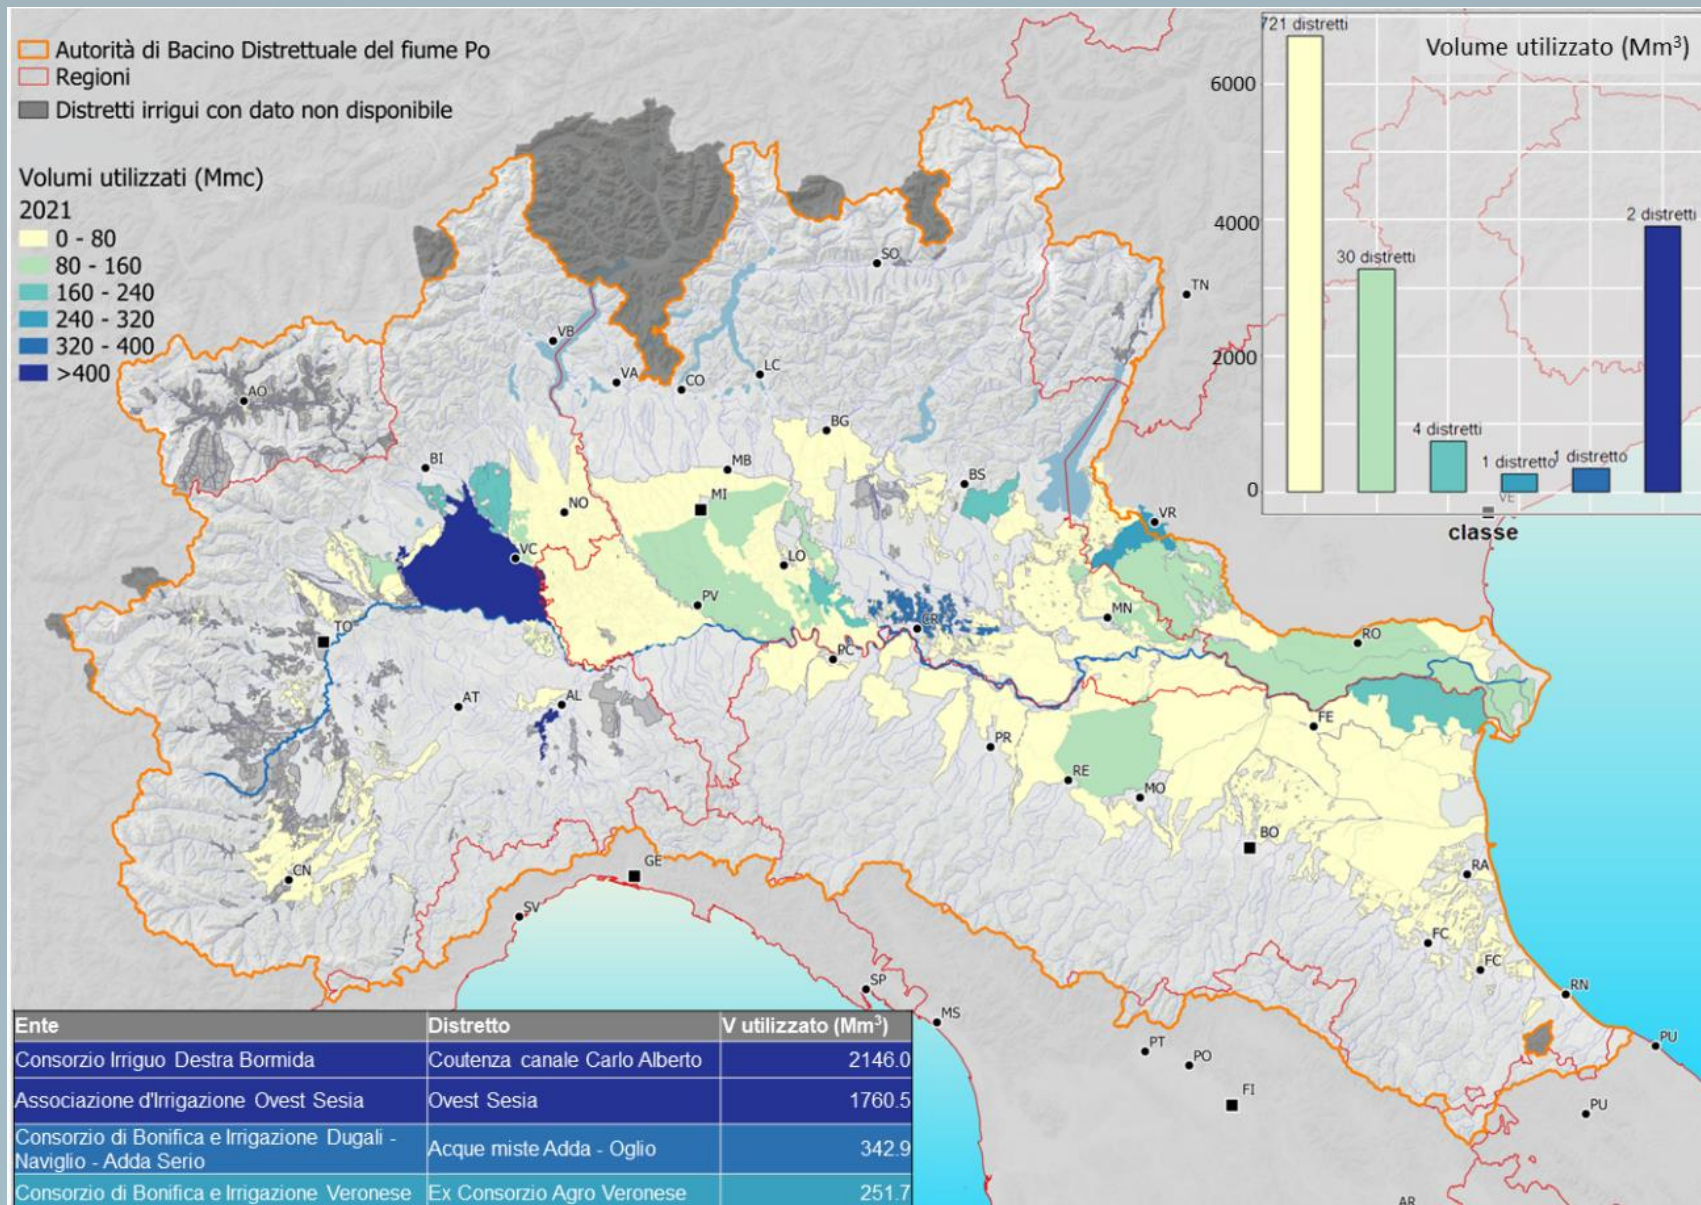 Autorità di Bacino Distrettuale del fiume Po
Regioni
Distretti irrigui con dato non disponibile
Volumi utilizzati (Mmc)
2021
0 - 80
80 - 160
160 - 240
240 - 320
320 - 400
>400
721 distretti
Volume utilizzato (Mm³)
6000
4000
2000
0
2 distretti
30 distretti
4 distretti
1 distretto
1 distretto
classe
VE
SO
TN
VB
VA
CO
LC
AO
BG
BI
MB
BS
NO
MI
VR
VC
LO
PV
MN
TO
CR
RO
PC
AT
AL
FE
PR
RE
MO
BO
GE
CN
RA
SV
FC
FC
SP
RN
MS
PT
PO
PU
FI
PU
AR
Ente Distretto V utilizzato (Mm³)
Consorzio Irriguo Destra Bormida Coutenza canale Carlo Alberto 2146.0
Associazione d'Irrigazione Ovest Sesia Ovest Sesia 1760.5
Consorzio di Bonifica e Irrigazione Dugali -
Naviglio - Adda Serio Acque miste Adda - Oglio 342.9
Consorzio di Bonifica e Irrigazione Veronese Ex Consorzio Agro Veronese 251.7